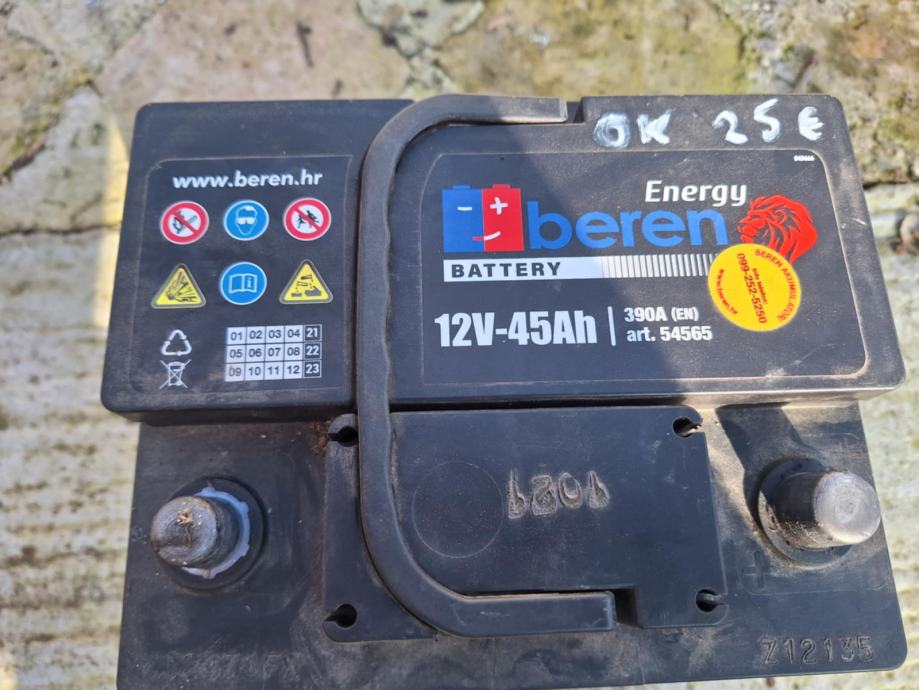 OK 25€
www.beren.hr
Energy
beren
BATTERY
12V-45Ah
390A (EN)
art. 54565
BEREN AKUMULATORI
099-252-5250
01 02 03 04 21
05 06 07 08 22
09 10 11 12 23
1021
Z12135